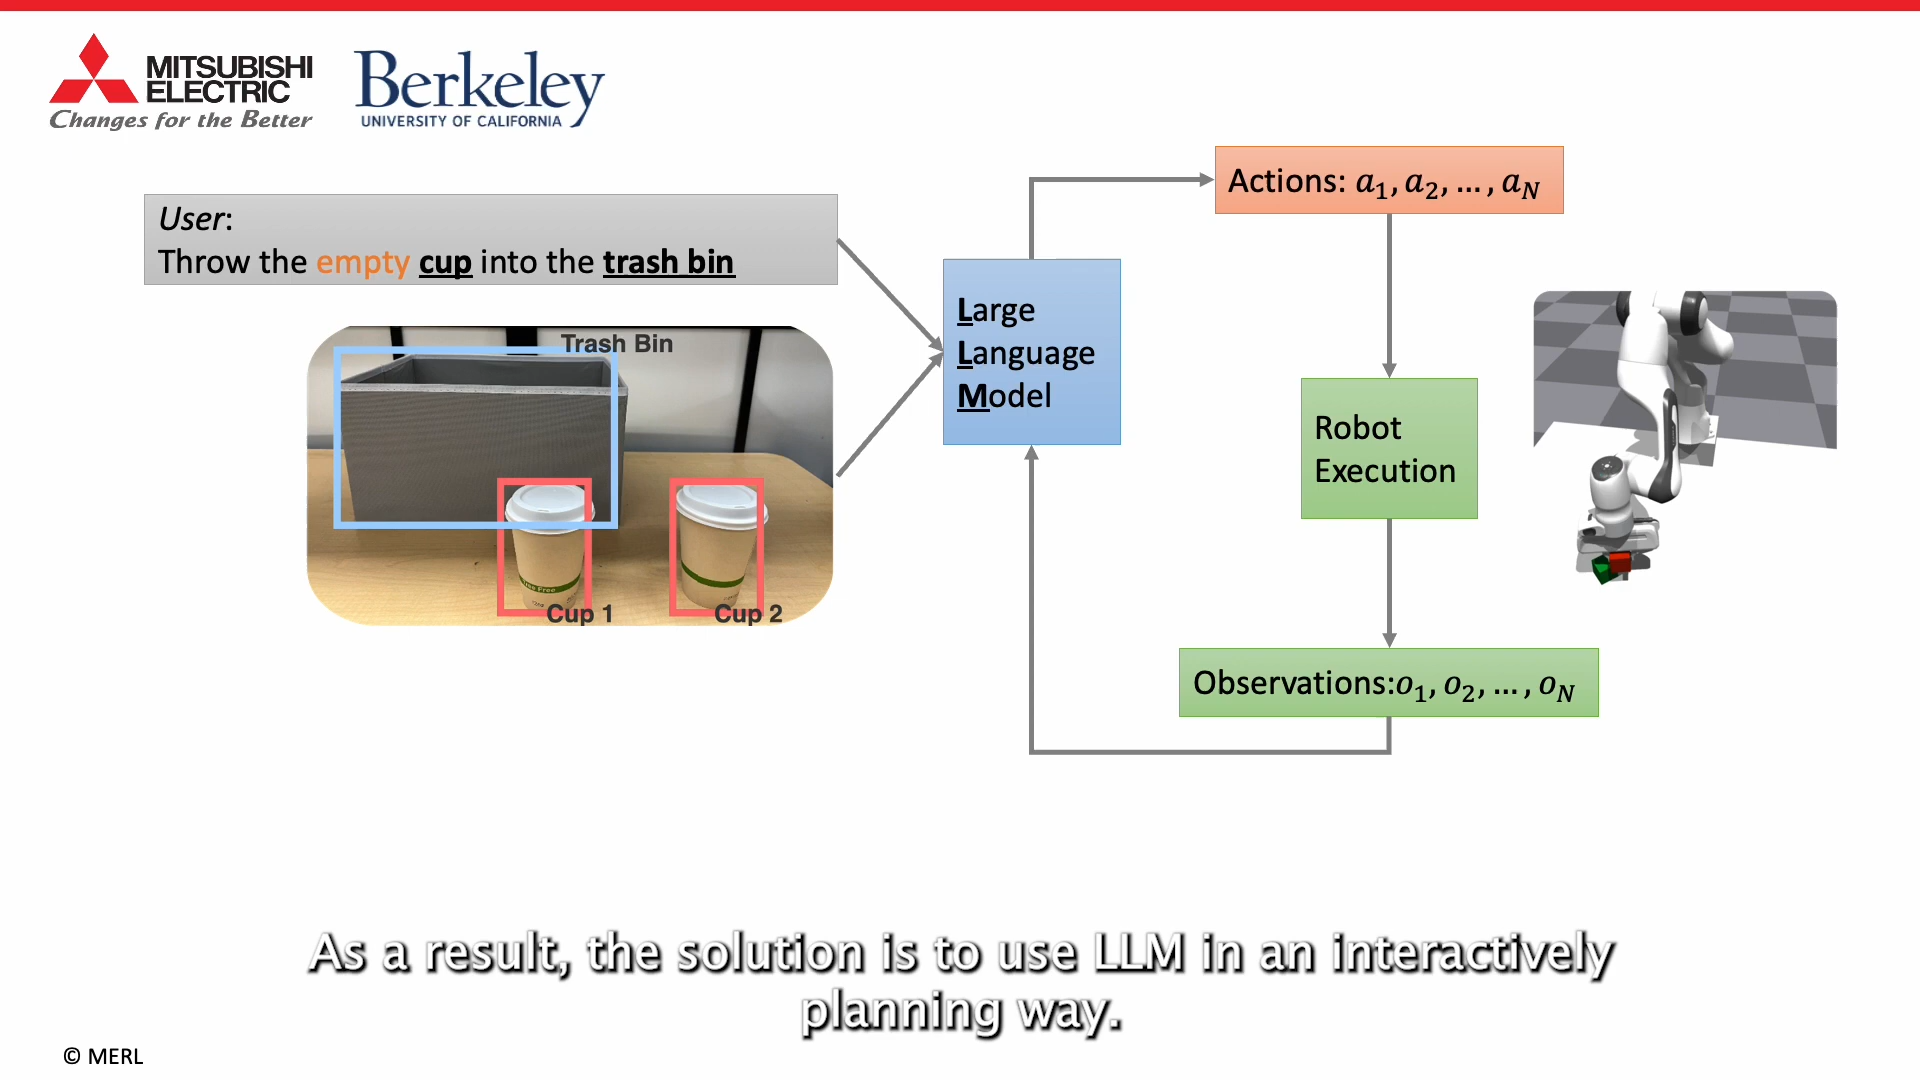 MITSUBISHI
ELECTRIC
Changes for the Better
Berkeley
UNIVERSITY OF CALIFORNIA
User:
Throw the empty cup into the trash bin
Trash Bin
Cup 1
Cup 2
Large
Language
Model
Actions: a₁, a₂, …, a_N
Robot
Execution
Observations:o₁, o₂, …, o_N
As a result, the solution is to use LLM in an interactively
planning way.
© MERL